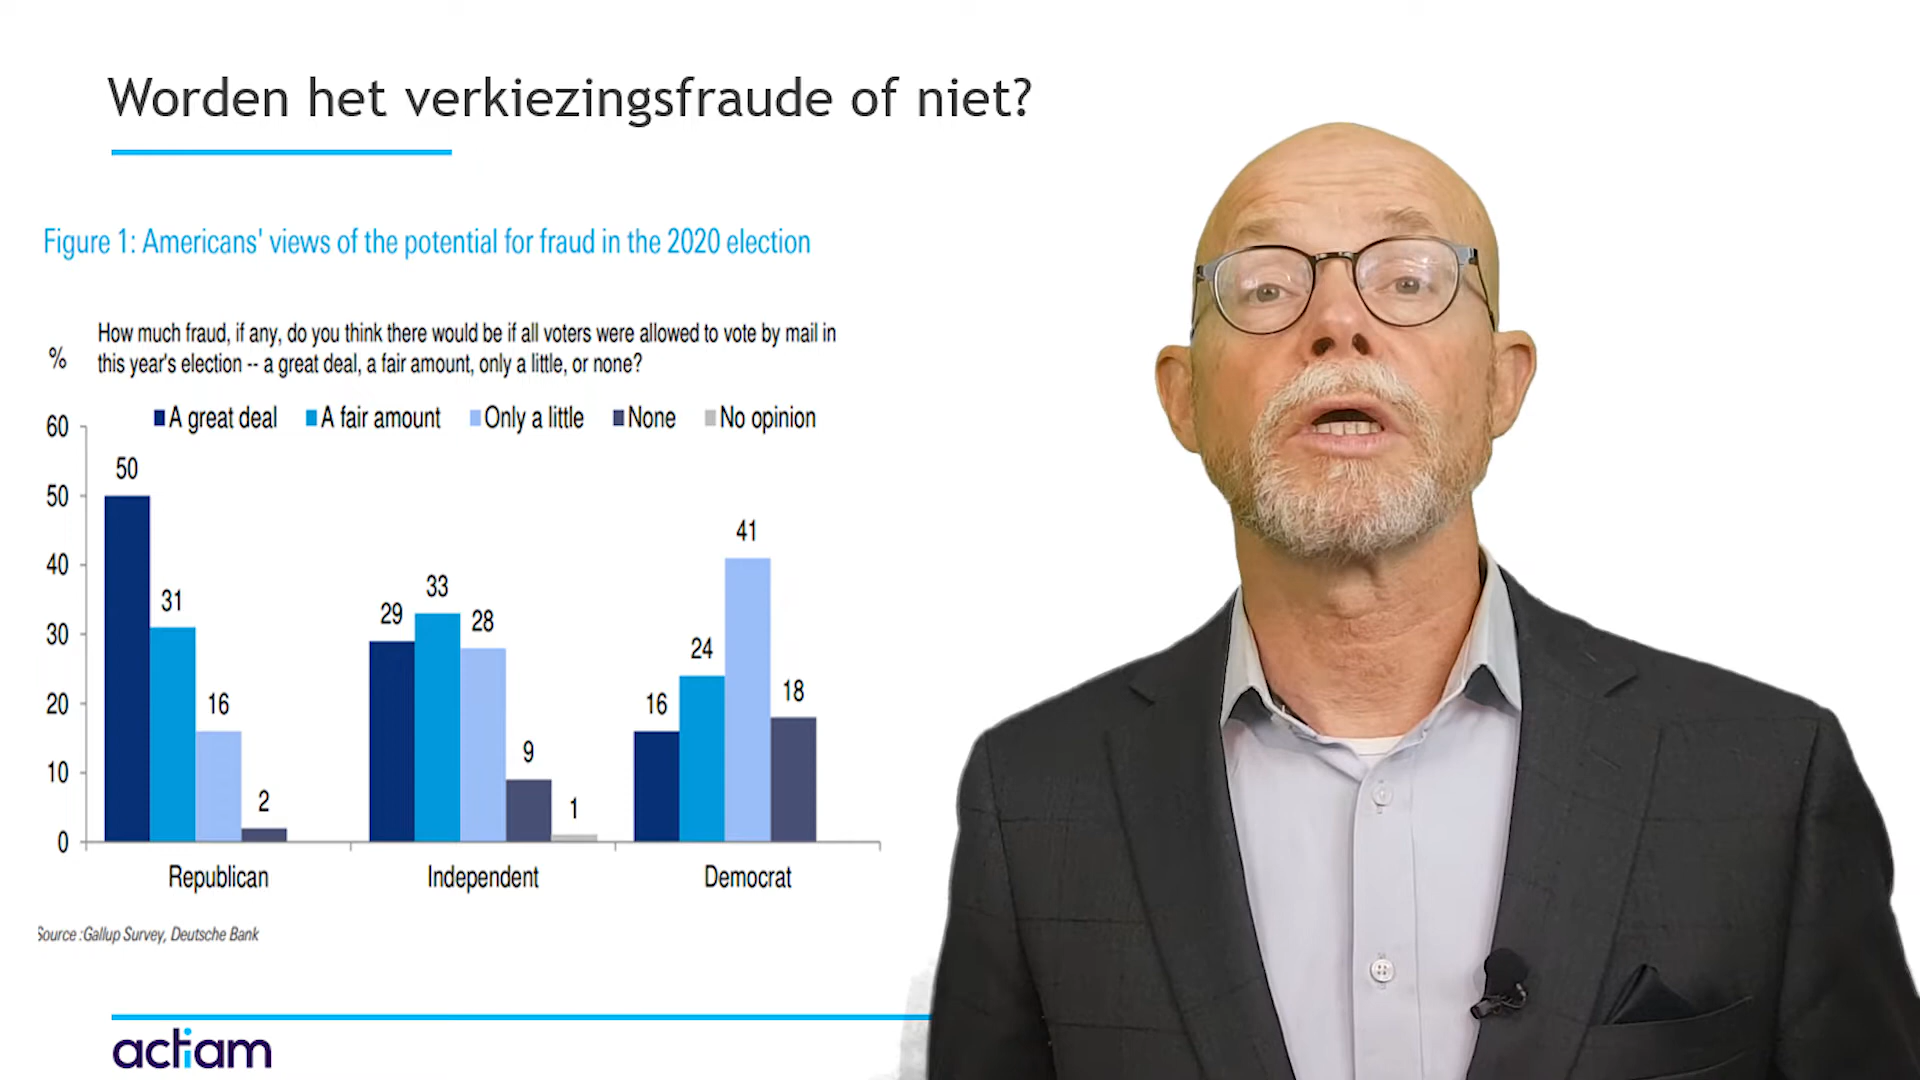 Worden het verkiezingsfraude of niet?
Figure 1: Americans' views of the potential for fraud in the 2020 election
How much fraud, if any, do you think there would be if all voters were allowed to vote by mail in
this year's election -- a great deal, a fair amount, only a little, or none?
%
A great deal A fair amount Only a little None No opinion
60
50
40
30
20
10
0
50
31
16
2
29
33
28
9
1
16
24
41
18
Republican Independent Democrat
Source :Gallup Survey, Deutsche Bank
actiam